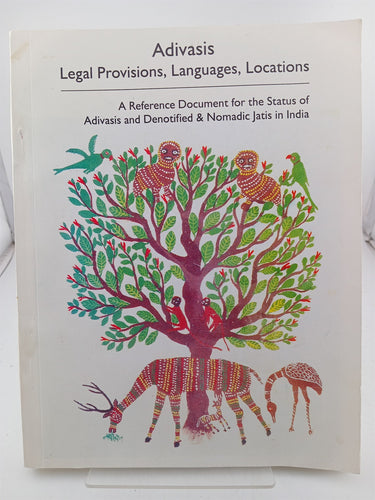 Adivasis
Legal Provisions, Languages, Locations
A Reference Document for the Status of
Adivasis and Denotified & Nomadic Jatis in India